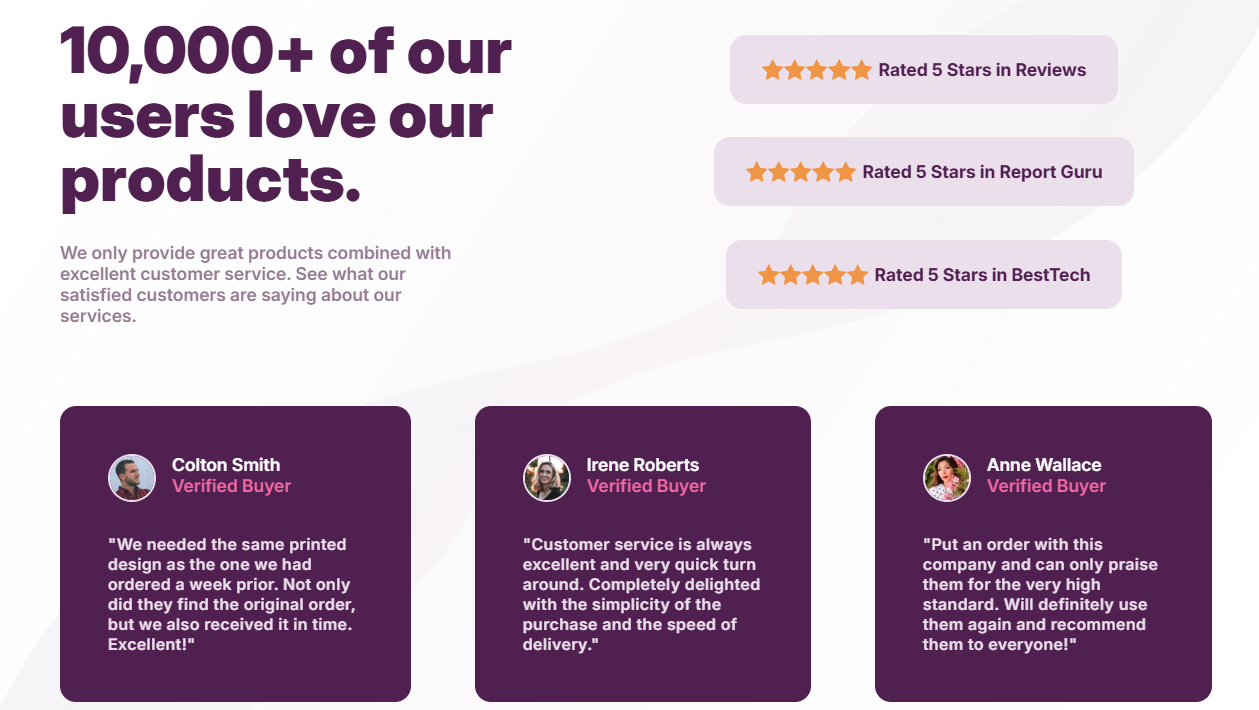 10,000+ of our
users love our
products.
We only provide great products combined with
excellent customer service. See what our
satisfied customers are saying about our
services.
Rated 5 Stars in Reviews
Rated 5 Stars in Report Guru
Rated 5 Stars in BestTech
Colton Smith
Verified Buyer
"We needed the same printed
design as the one we had
ordered a week prior. Not only
did they find the original order,
but we also received it in time.
Excellent!"
Irene Roberts
Verified Buyer
"Customer service is always
excellent and very quick turn
around. Completely delighted
with the simplicity of the
purchase and the speed of
delivery."
Anne Wallace
Verified Buyer
"Put an order with this
company and can only praise
them for the very high
standard. Will definitely use
them again and recommend
them to everyone!"